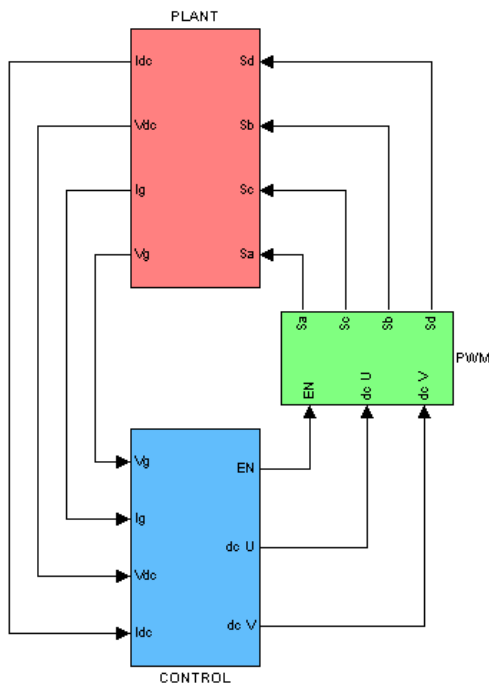 PLANT
Idc
Sd
Vdc
Sb
Ig
Sc
Vg
Sa
Sa
Sc
Sb
Sd
PWM
EN
dc U
dc V
Vg
EN
Ig
dc U
Vdc
dc V
Idc
CONTROL